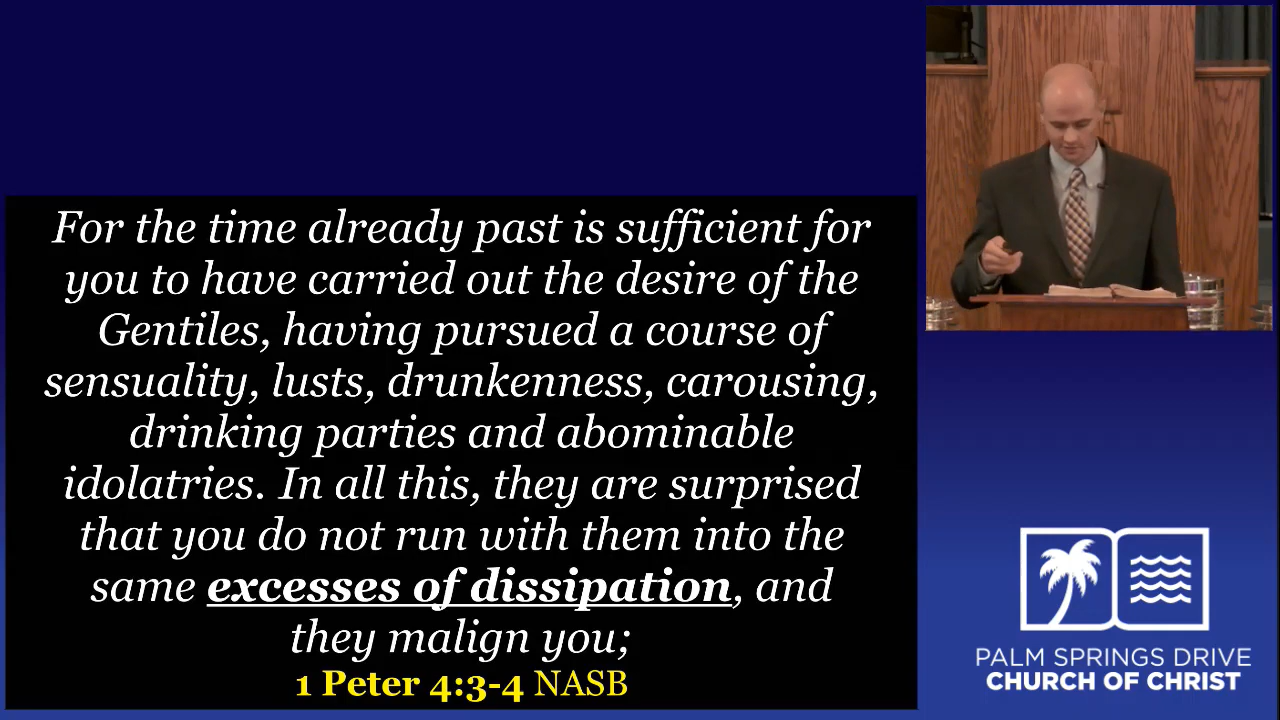 For the time already past is sufficient for
you to have carried out the desire of the
Gentiles, having pursued a course of
sensuality, lusts, drunkenness, carousing,
drinking parties and abominable
idolatries. In all this, they are surprised
that you do not run with them into the
same excesses of dissipation, and
they malign you;
1 Peter 4:3-4 NASB
PALM SPRINGS DRIVE
CHURCH OF CHRIST